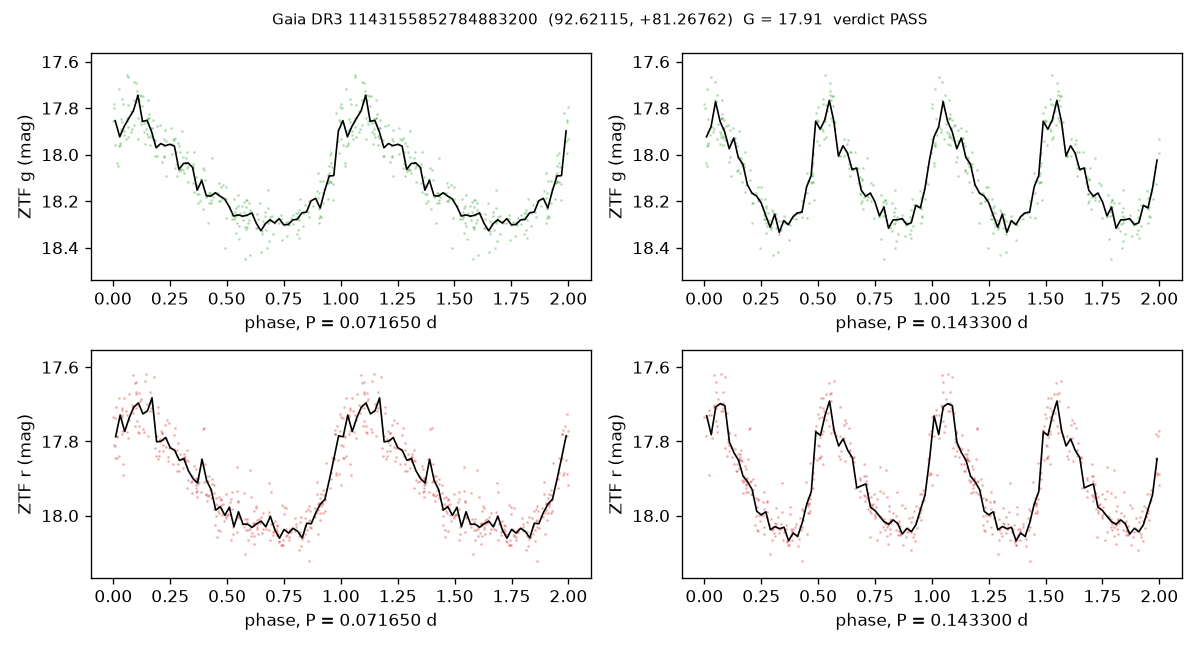 Gaia DR3 1143155852784883200 (92.62115, +81.26762) G = 17.91 verdict PASS
ZTF g (mag)
17.6
17.8
18.0
18.2
18.4
0.00 0.25 0.50 0.75 1.00 1.25 1.50 1.75 2.00
phase, P = 0.071650 d
ZTF g (mag)
17.6
17.8
18.0
18.2
18.4
0.00 0.25 0.50 0.75 1.00 1.25 1.50 1.75 2.00
phase, P = 0.143300 d
ZTF r (mag)
17.6
17.8
18.0
0.00 0.25 0.50 0.75 1.00 1.25 1.50 1.75 2.00
phase, P = 0.071650 d
ZTF r (mag)
17.6
17.8
18.0
0.00 0.25 0.50 0.75 1.00 1.25 1.50 1.75 2.00
phase, P = 0.143300 d